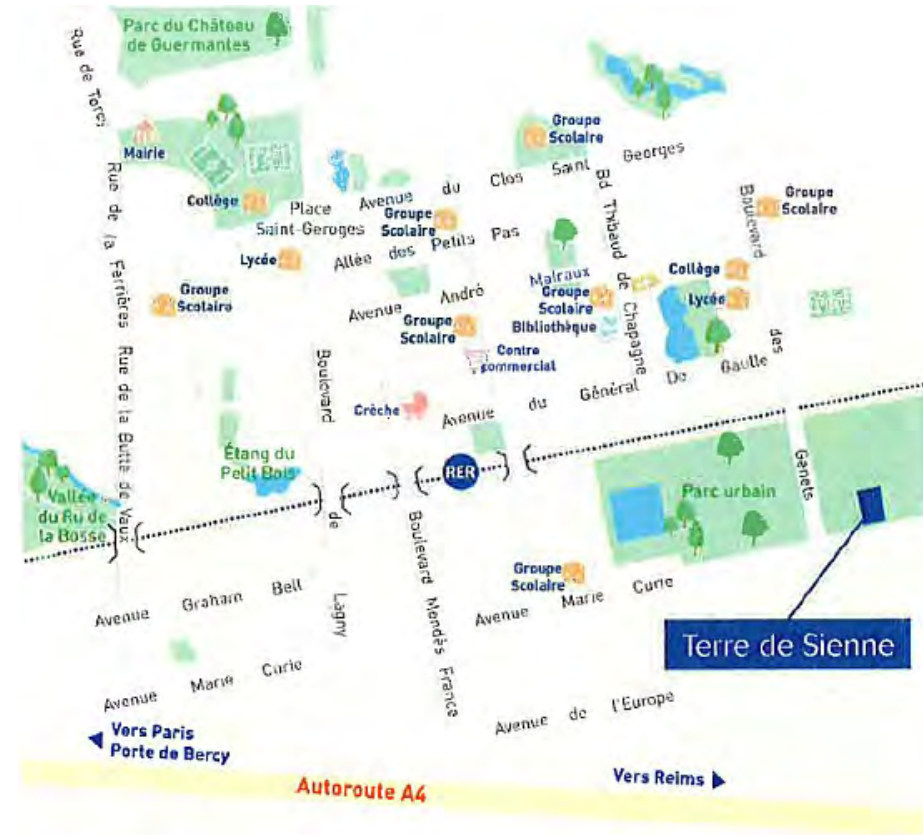 Parc du Château
de Guermantes
Rue de Torcy
Mairie
Groupe
Scolaire
Avenue du Clos Saint Georges
Collège
Place
Saint-Geroges
Groupe
Scolaire
Allée des Petits Pas
Lycée
Rue de la Ferrières
Groupe
Scolaire
Bd Thibaud de Chapagne
Boulevard des Genets
Groupe
Scolaire
Collège
Lycée
Avenue André Malraux
Groupe
Scolaire
Bibliothèque
Groupe
Scolaire
Centre
commercial
Crèche
Avenue du Général De Gaulle
Boulevard de Lagny
Rue de la Butte de Vaux
Étang du
Petit Bois
RER
Vallée
du Ru de
la Bosse
Parc urbain
Boulevard Mendès France
Groupe
Scolaire
Avenue Marie Curie
Avenue Graham Bell
Terre de Sienne
Avenue Marie Curie
Avenue de l'Europe
Vers Paris
Porte de Bercy
Vers Reims
Autoroute A4